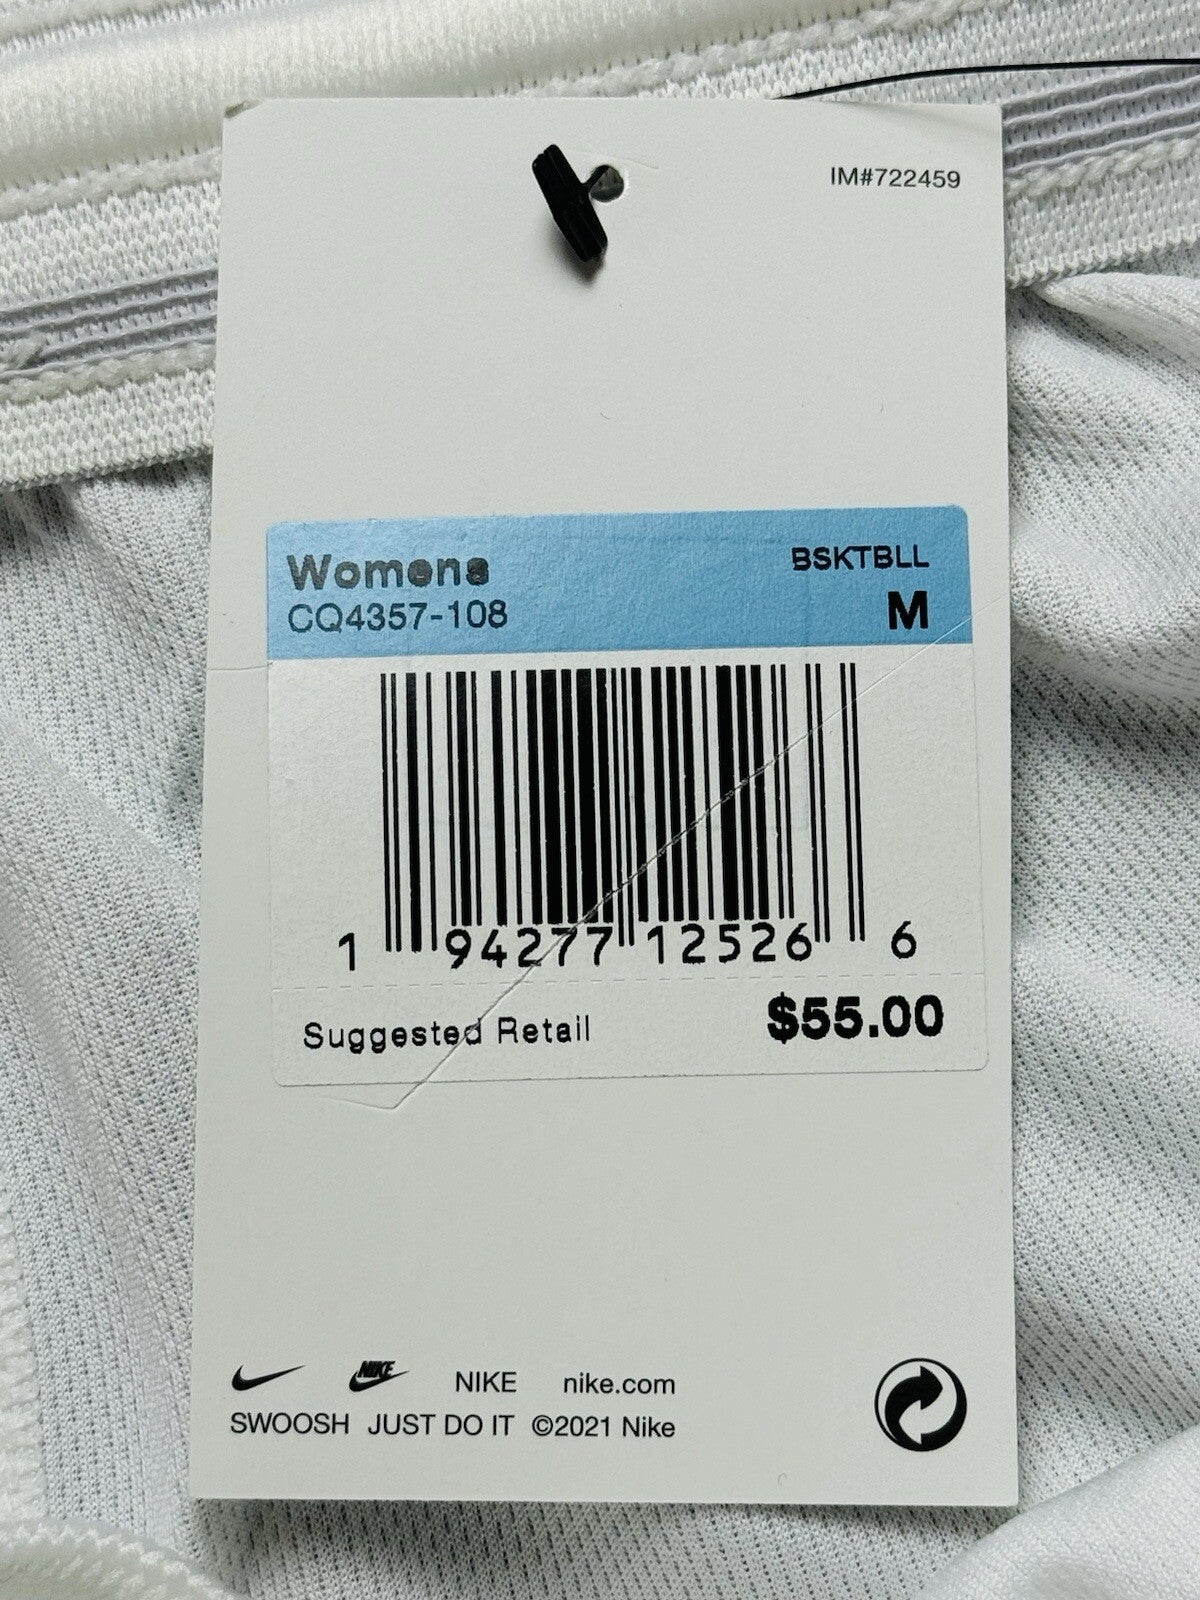 IM#722459
Womens BSKTBLL
CQ4357-108 M
1 94277 12526 6
Suggested Retail $55.00
NIKE NIKE nike.com
SWOOSH JUST DO IT ©2021 Nike